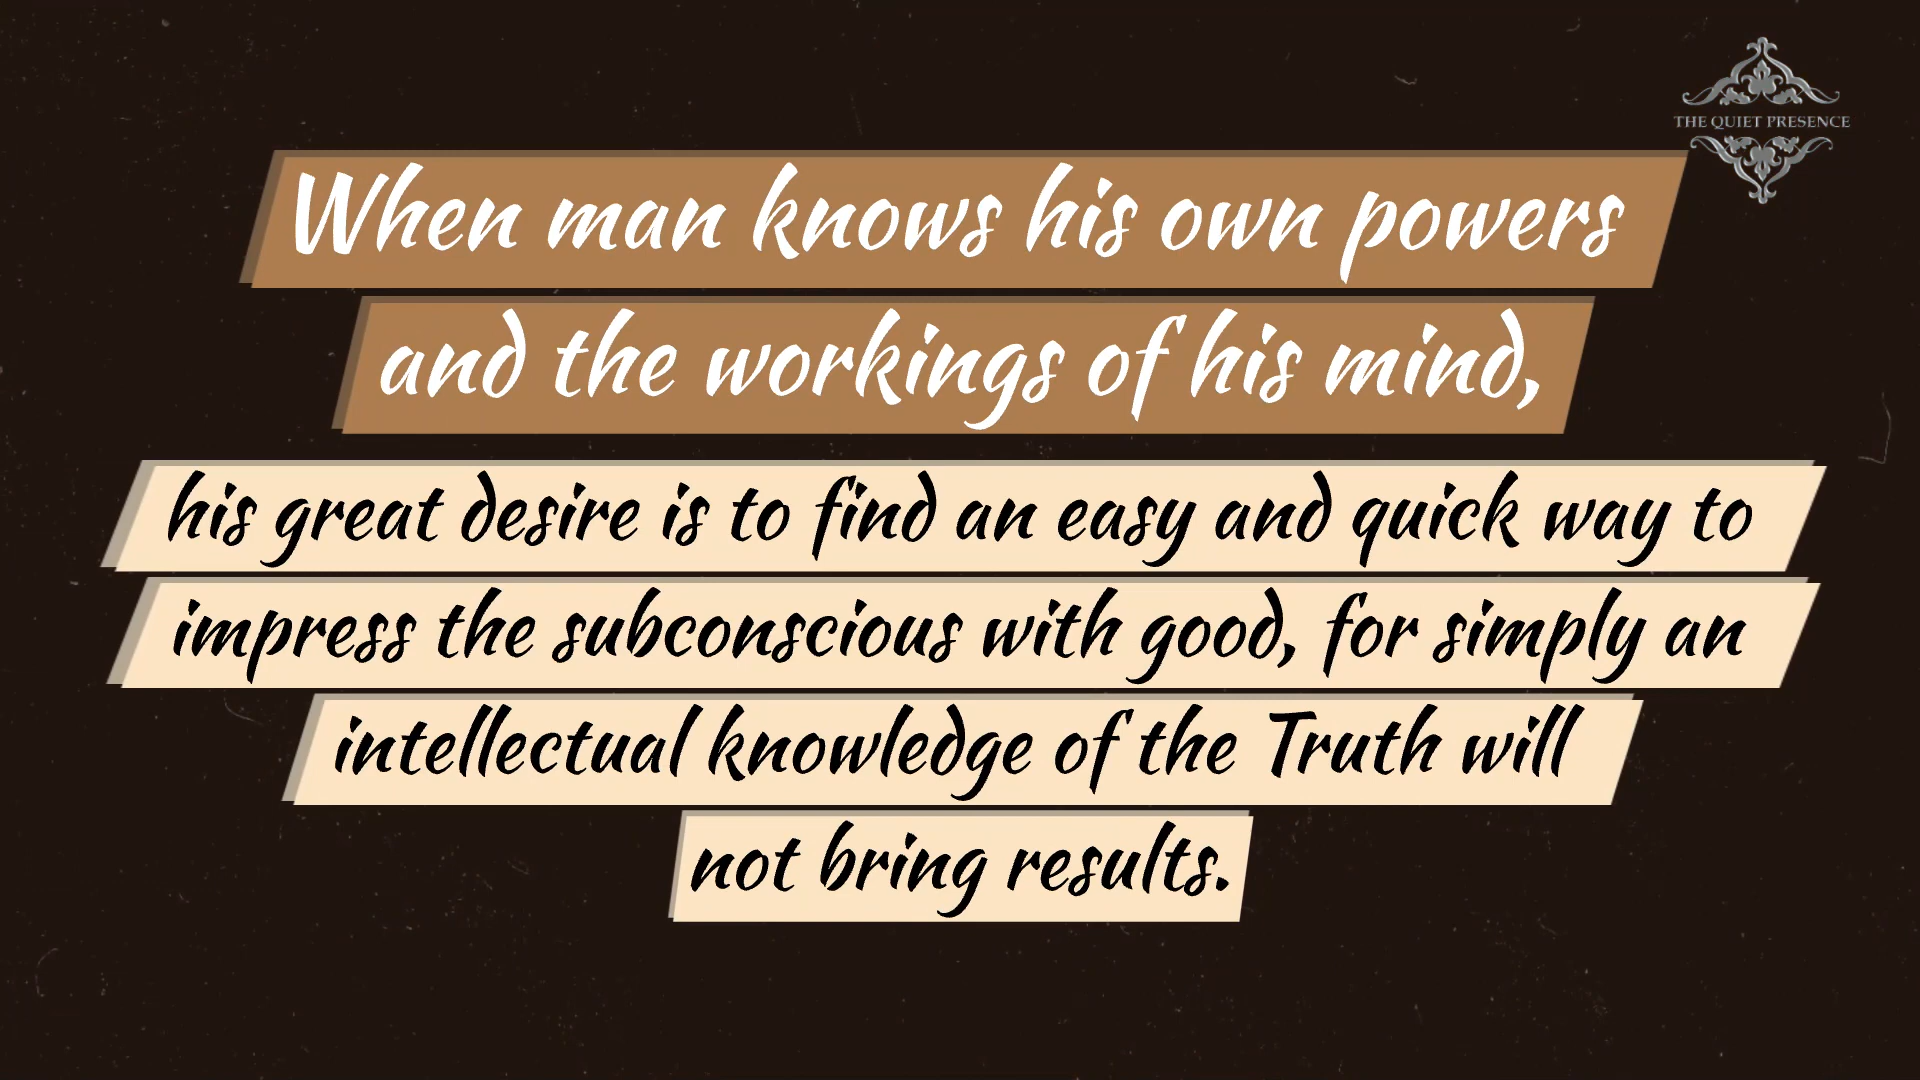 THE QUIET PRESENCE
When man knows his own powers
and the workings of his mind,
his great desire is to find an easy and quick way to
impress the subconscious with good, for simply an
intellectual knowledge of the Truth will
not bring results.